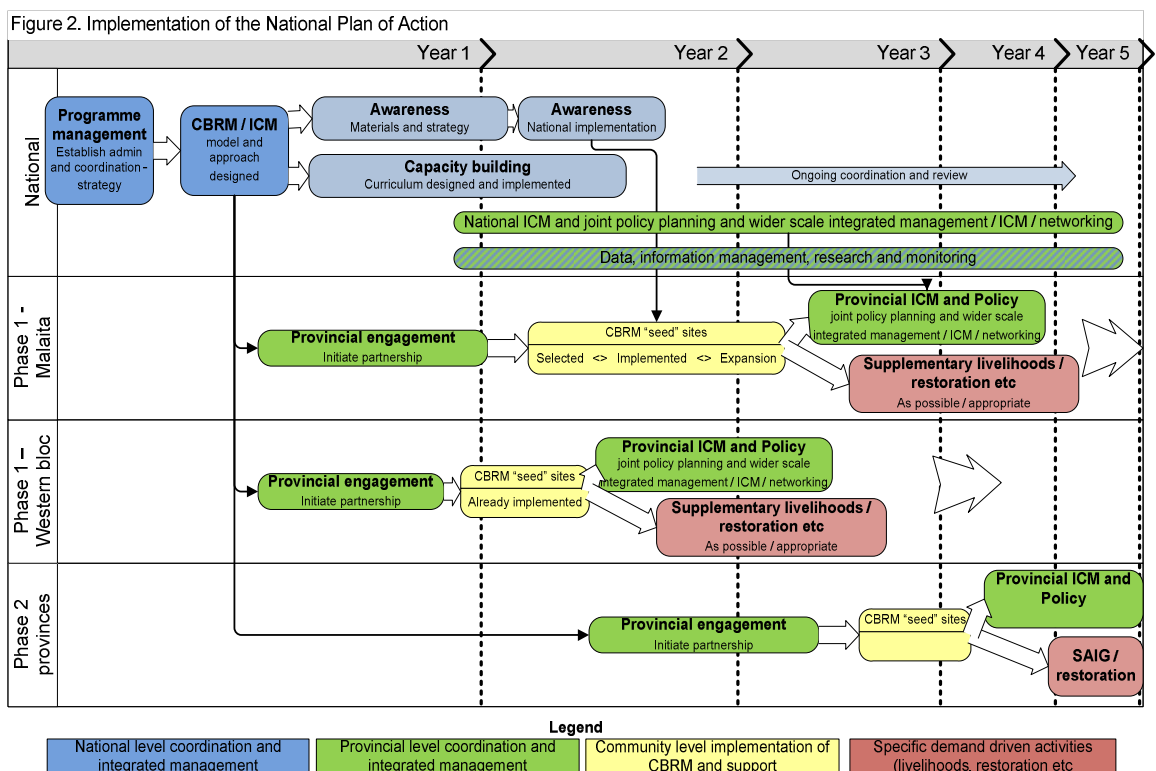 Figure 2. Implementation of the National Plan of Action
Year 1
Year 2
Year 3
Year 4
Year 5
National
Programme
management
Establish admin
and coordination–
strategy
CBRM / ICM
model and
approach
designed
Awareness
Materials and strategy
Awareness
National implementation
Capacity building
Curriculum designed and implemented
Ongoing coordination and review
National ICM and joint policy planning and wider scale integrated management / ICM / networking
Data, information management, research and monitoring
Phase 1 -
Malaita
Provincial engagement
Initiate partnership
CBRM “seed” sites
Selected <> Implemented <> Expansion
Provincial ICM and Policy
joint policy planning and wider scale
integrated management / ICM / networking
Supplementary livelihoods /
restoration etc
As possible / appropriate
Phase 1 –
Western bloc
Provincial engagement
Initiate partnership
CBRM “seed” sites
Already implemented
Provincial ICM and Policy
joint policy planning and wider scale
integrated management / ICM / networking
Supplementary livelihoods /
restoration etc
As possible / appropriate
Phase 2
provinces
Provincial engagement
Initiate partnership
CBRM “seed” sites
Provincial ICM and
Policy
SAIG /
restoration
Legend
National level coordination and
integrated management
Provincial level coordination and
integrated management
Community level implementation of
CBRM and support
Specific demand driven activities
(livelihoods, restoration etc